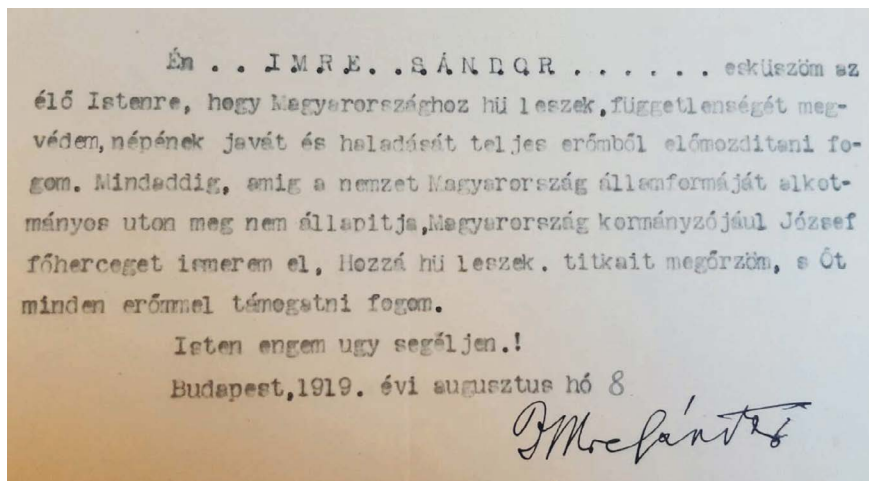 Én . . I M R E . . S Á N D O R . . . . . . esküszöm az
élő Istenre, hogy Magyarországhoz hü leszek,függetlenségét meg-
védem,népének javát és haladását teljes erőmből előmozditani fo-
gom. Mindaddig, amig a nemzet Magyarország államformáját alkot-
mányos uton meg nem állapitja,Magyarország kormányzójául József
főherceget ismerem el, Hozzá hü leszek. titkait megőrzöm, s Őt
minden erőmmel támogatni fogom.
Isten engem ugy segéljen.!
Budapest,1919. évi augusztus hó 8
Imre Sándor